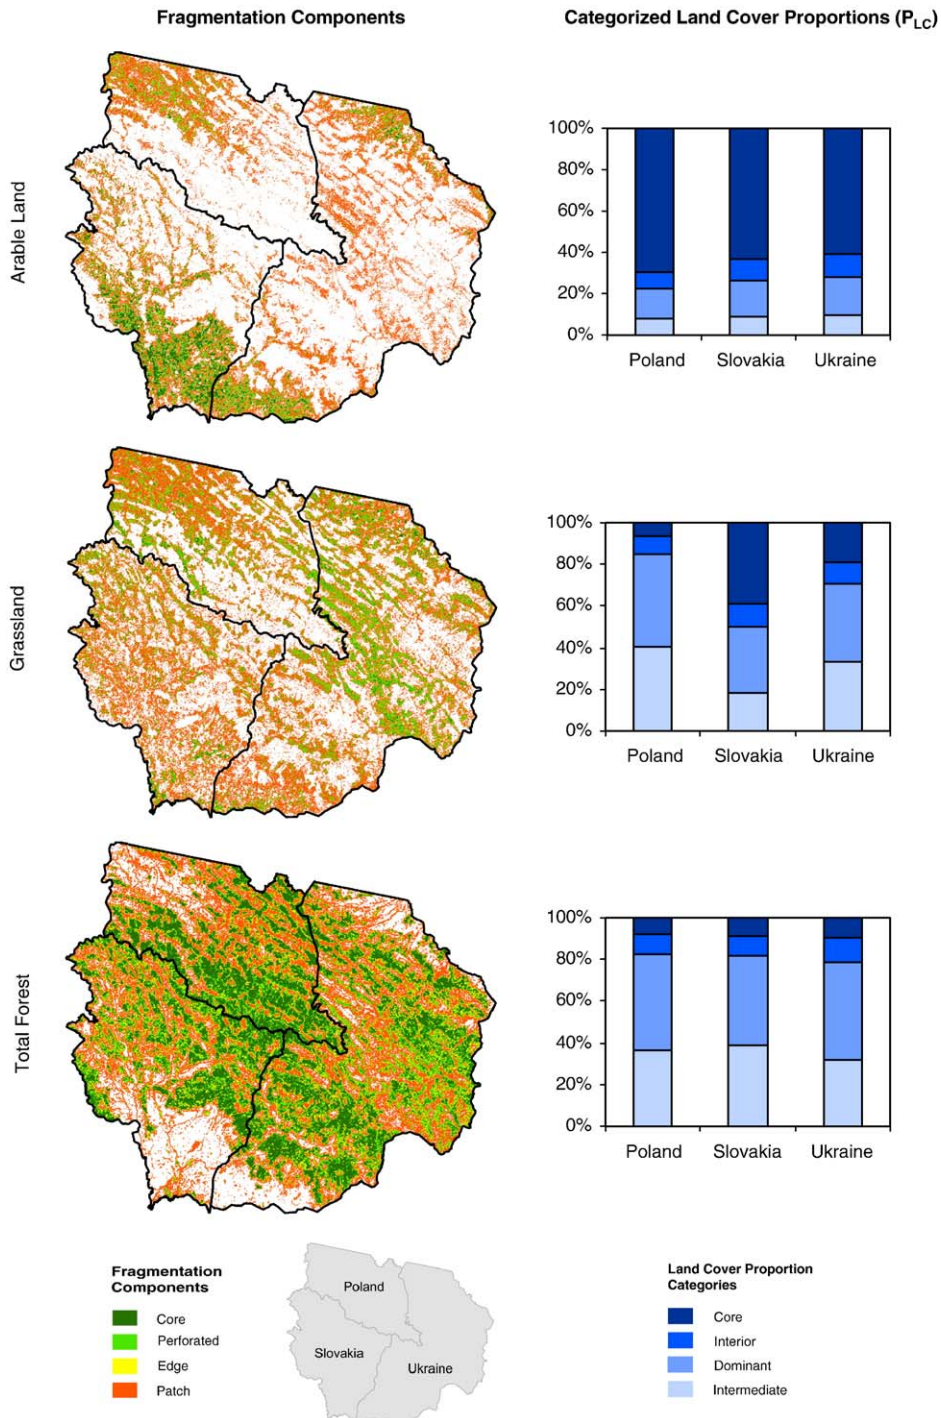 Fragmentation Components
Categorized Land Cover Proportions (P_LC)
Arable Land
100%
80%
60%
40%
20%
0%
Poland
Slovakia
Ukraine
Grassland
100%
80%
60%
40%
20%
0%
Poland
Slovakia
Ukraine
Total Forest
100%
80%
60%
40%
20%
0%
Poland
Slovakia
Ukraine
Fragmentation
Components
Core
Perforated
Edge
Patch
Poland
Slovakia
Ukraine
Land Cover Proportion
Categories
Core
Interior
Dominant
Intermediate